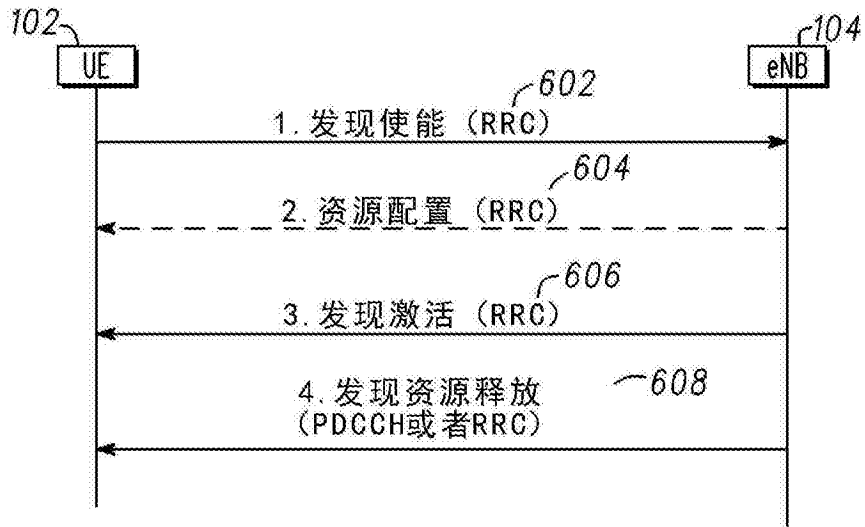 102
UE
104
eNB
602
1.发现使能(RRC)
604
2.资源配置(RRC)
606
3.发现激活(RRC)
608
4.发现资源释放
(PDCCH或者RRC)